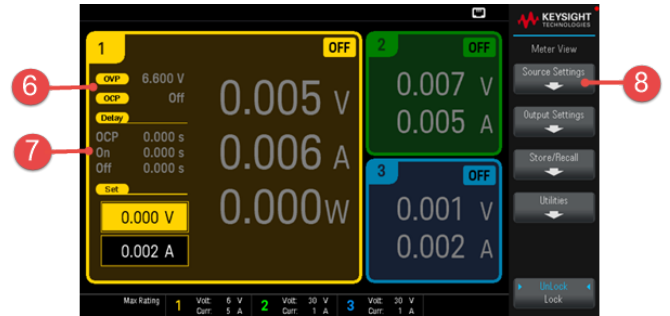 KEYSIGHT
TECHNOLOGIES
Meter View
1 OFF
OVP 6.600 V
OCP Off
Delay
OCP 0.000 s
On 0.000 s
Off 0.000 s
Set
0.000 V
0.002 A
0.005 V
0.006 A
0.000W
2 OFF
0.007 V
0.005 A
3 OFF
0.001 V
0.002 A
Source Settings
Output Settings
Store/Recall
Utilities
UnLock
Lock
Max Rating 1 Volt: 6 V 2 Volt: 30 V 3 Volt: 30 V
Curr: 5 A Curr: 1 A Curr: 1 A
6
7
8